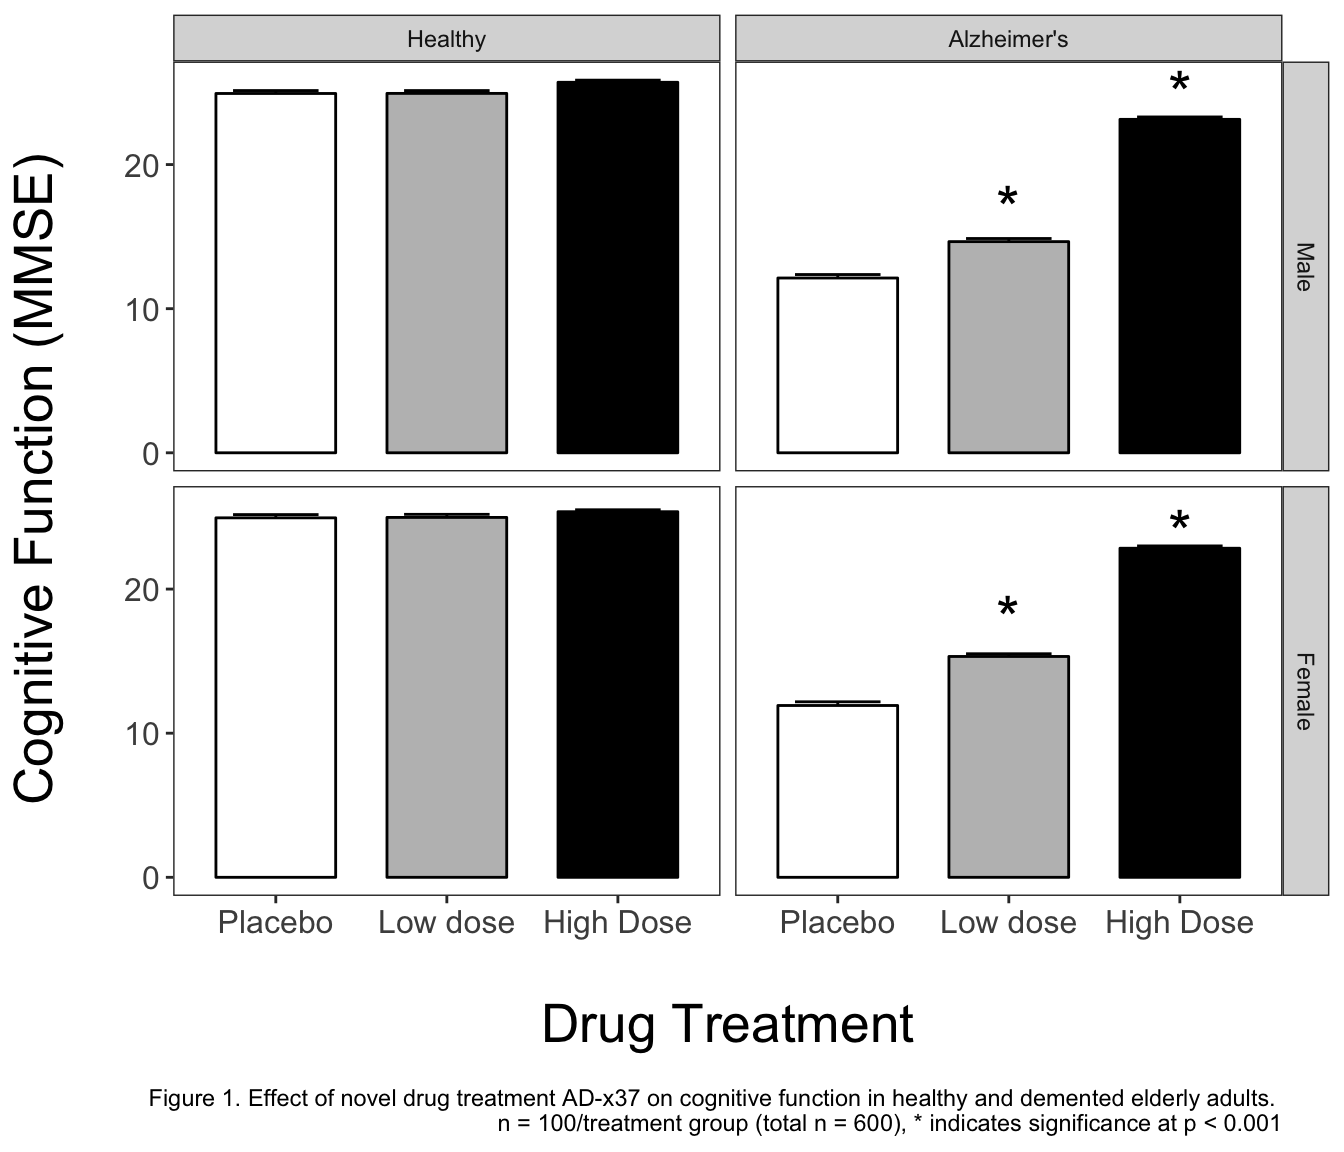 Healthy
Alzheimer's
Cognitive Function (MMSE)
20
*
*
10
0
Male
20
*
*
10
0
Female
Placebo
Low dose
High Dose
Placebo
Low dose
High Dose
Drug Treatment
Figure 1. Effect of novel drug treatment AD-x37 on cognitive function in healthy and demented elderly adults.
n = 100/treatment group (total n = 600), * indicates significance at p < 0.001